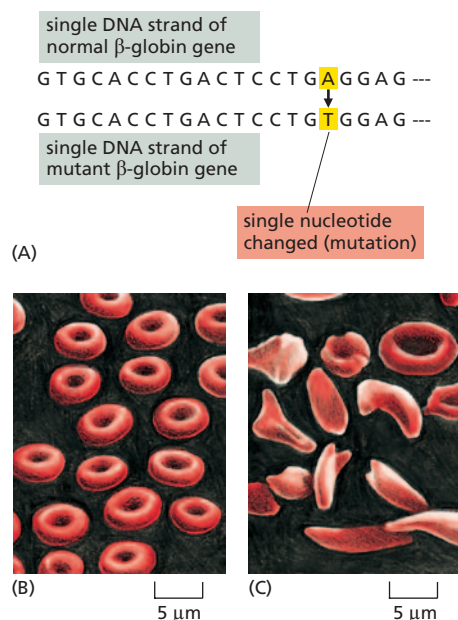 single DNA strand of
normal β-globin gene
G T G C A C C T G A C T C C T G A G G A G ---
G T G C A C C T G A C T C C T G T G G A G ---
single DNA strand of
mutant β-globin gene
single nucleotide
changed (mutation)
(A)
(B)
5 μm
(C)
5 μm